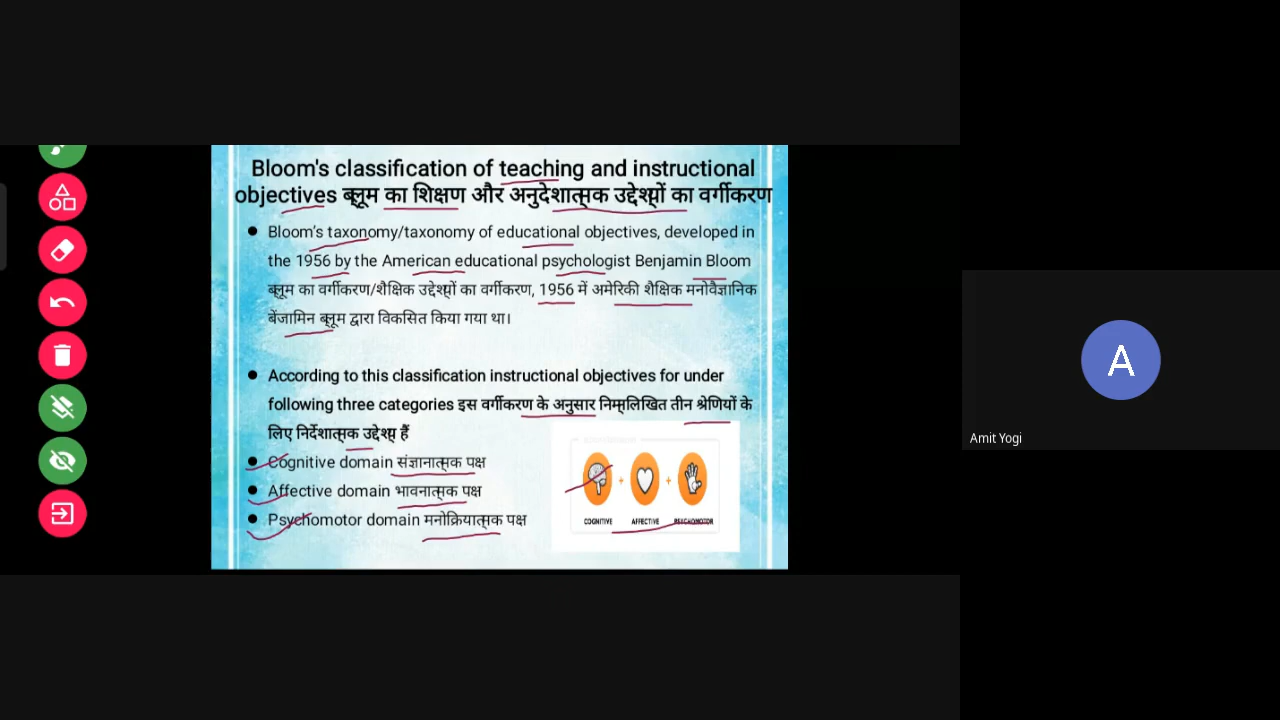 Bloom's classification of teaching and instructional
objectives ब्लूम का शिक्षण और अनुदेशात्मक उद्देश्यों का वर्गीकरण
Bloom's taxonomy/taxonomy of educational objectives, developed in
the 1956 by the American educational psychologist Benjamin Bloom
ब्लूम का वर्गीकरण/शैक्षिक उद्देश्यों का वर्गीकरण, 1956 में अमेरिकी शैक्षिक मनोवैज्ञानिक
बेंजामिन ब्लूम द्वारा विकसित किया गया था।
According to this classification instructional objectives for under
following three categories इस वर्गीकरण के अनुसार निम्नलिखित तीन श्रेणियों के
लिए निर्देशात्मक उद्देश्य हैं
Cognitive domain संज्ञानात्मक पक्ष
Affective domain भावनात्मक पक्ष
Psychomotor domain मनोक्रियात्मक पक्ष
COGNITIVE + AFFECTIVE + PSYCHOMOTOR
A
Amit Yogi